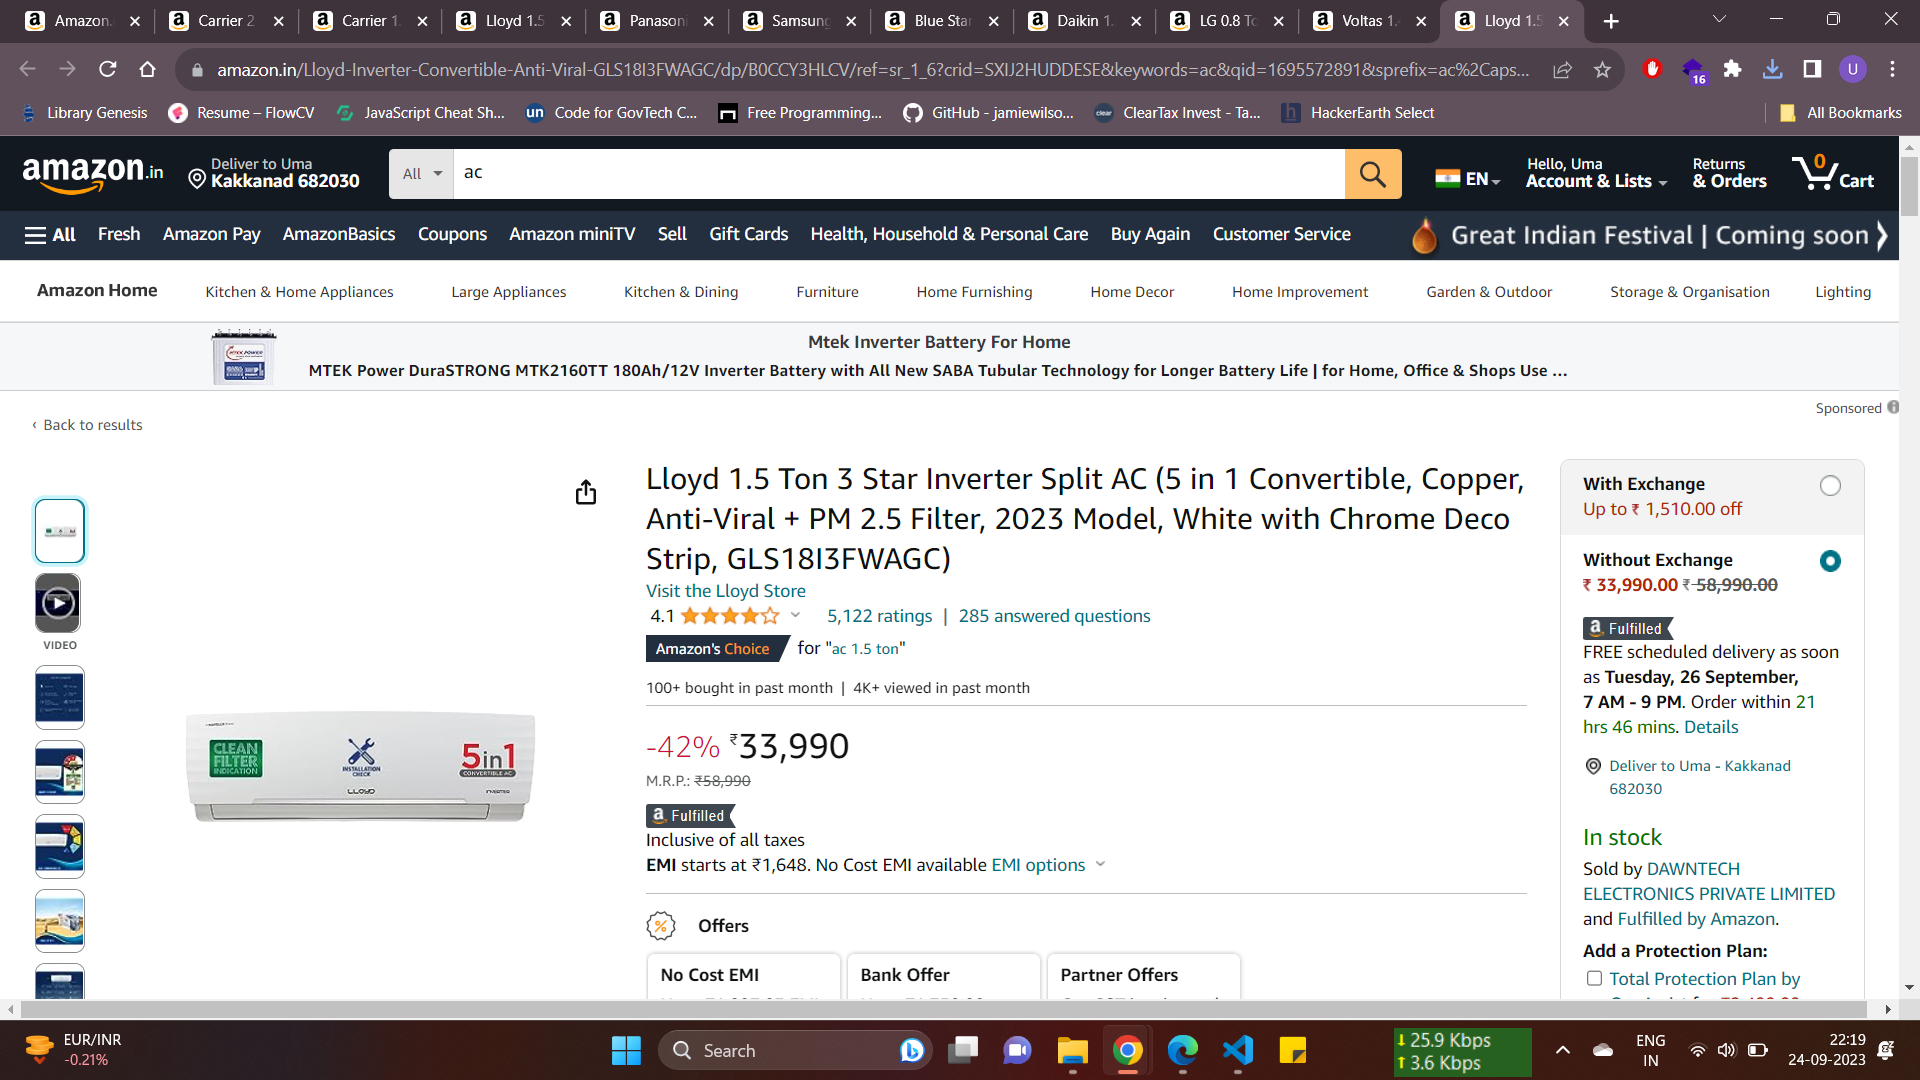 Amazon.
Carrier 2
Carrier 1.
Lloyd 1.5
Panasoni
Samsung
Blue Star
Daikin 1.
LG 0.8 To
Voltas 1.
Lloyd 1.5
amazon.in/Lloyd-Inverter-Convertible-Anti-Viral-GLS18I3FWAGC/dp/B0CCY3HLCV/ref=sr_1_6?crid=SXIJ2HUDDESE&keywords=ac&qid=1695572891&sprefix=ac%2Caps...
16
U
Library Genesis
Resume – FlowCV
JavaScript Cheat Sh...
un
Code for GovTech C...
Free Programming,...
GitHub - jamiewilso...
clear
ClearTax Invest - Ta...
h
HackerEarth Select
All Bookmarks
amazon.in
Deliver to Uma
Kakkanad 682030
All
ac
EN
Hello, Uma
Account & Lists
Returns
& Orders
0
Cart
All
Fresh
Amazon Pay
AmazonBasics
Coupons
Amazon miniTV
Sell
Gift Cards
Health, Household & Personal Care
Buy Again
Customer Service
Great Indian Festival | Coming soon
Amazon Home
Kitchen & Home Appliances
Large Appliances
Kitchen & Dining
Furniture
Home Furnishing
Home Decor
Home Improvement
Garden & Outdoor
Storage & Organisation
Lighting
Mtek Inverter Battery For Home
MTEK Power DuraSTRONG MTK2160TT 180Ah/12V Inverter Battery with All New SABA Tubular Technology for Longer Battery Life | for Home, Office & Shops Use ...
Sponsored
‹ Back to results
VIDEO
CLEAN
FILTER
INDICATION
INSTALLATION
CHECK
5in1
CONVERTIBLE AC
LLOYD
INVERTER
Lloyd 1.5 Ton 3 Star Inverter Split AC (5 in 1 Convertible, Copper,
Anti-Viral + PM 2.5 Filter, 2023 Model, White with Chrome Deco
Strip, GLS18I3FWAGC)
Visit the Lloyd Store
4.1
5,122 ratings | 285 answered questions
Amazon's Choice for "ac 1.5 ton"
100+ bought in past month | 4K+ viewed in past month
-42% ₹33,990
M.R.P.: ₹58,990
a Fulfilled
Inclusive of all taxes
EMI starts at ₹1,648. No Cost EMI available EMI options
Offers
No Cost EMI
Bank Offer
Partner Offers
With Exchange
Up to ₹ 1,510.00 off
Without Exchange
₹ 33,990.00 ₹ 58,990.00
a Fulfilled
FREE scheduled delivery as soon
as Tuesday, 26 September,
7 AM - 9 PM. Order within 21
hrs 46 mins. Details
Deliver to Uma - Kakkanad
682030
In stock
Sold by DAWNTECH
ELECTRONICS PRIVATE LIMITED
and Fulfilled by Amazon.
Add a Protection Plan:
Total Protection Plan by
EUR/INR
-0.21%
Search
25.9 Kbps
3.6 Kbps
ENG
IN
22:19
24-09-2023